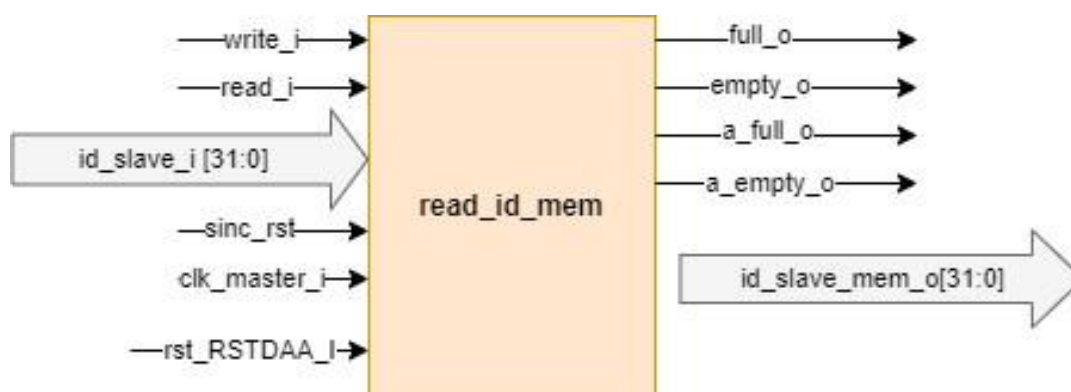 write_i
read_i
id_slave_i [31:0]
sinc_rst
clk_master_i
rst_RSTDAA_I
read_id_mem
full_o
empty_o
a_full_o
a_empty_o
id_slave_mem_o[31:0]